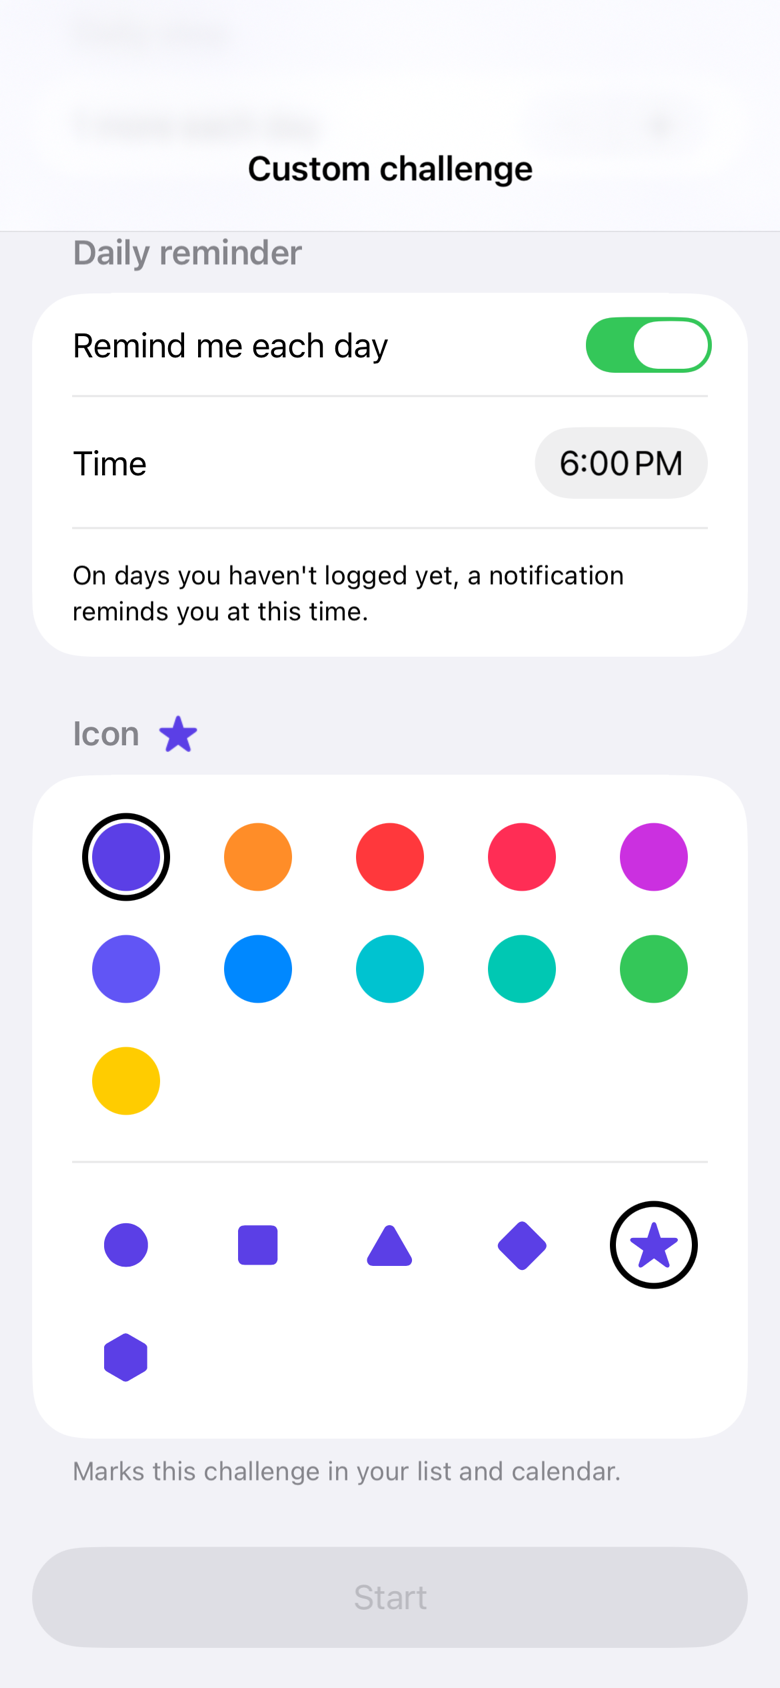 Custom challenge
Daily reminder
Remind me each day
Time
6:00 PM
On days you haven't logged yet, a notification
reminds you at this time.
Icon
Marks this challenge in your list and calendar.
Start